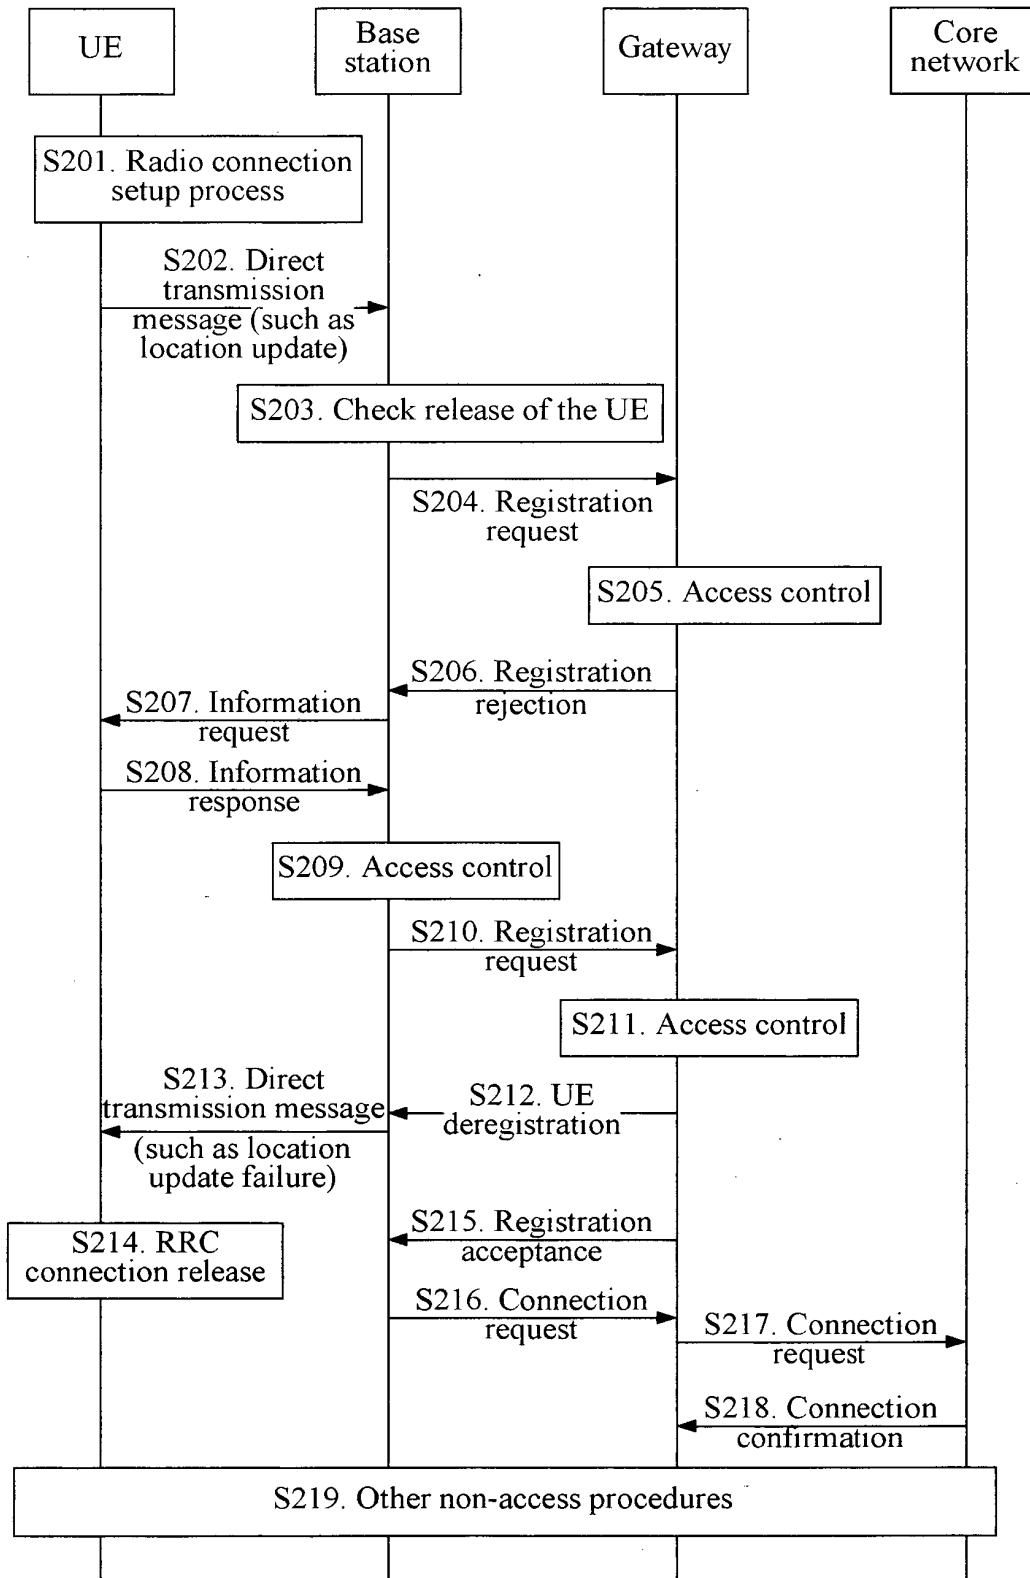 UE
Base
station
Gateway
Core
network
S201. Radio connection
setup process
S202. Direct
transmission
message (such as
location update)
S203. Check release of the UE
S204. Registration
request
S205. Access control
S206. Registration
rejection
S207. Information
request
S208. Information
response
S209. Access control
S210. Registration
request
S211. Access control
S212. UE
deregistration
S213. Direct
transmission message
(such as location
update failure)
S214. RRC
connection release
S215. Registration
acceptance
S216. Connection
request
S217. Connection
request
S218. Connection
confirmation
S219. Other non-access procedures